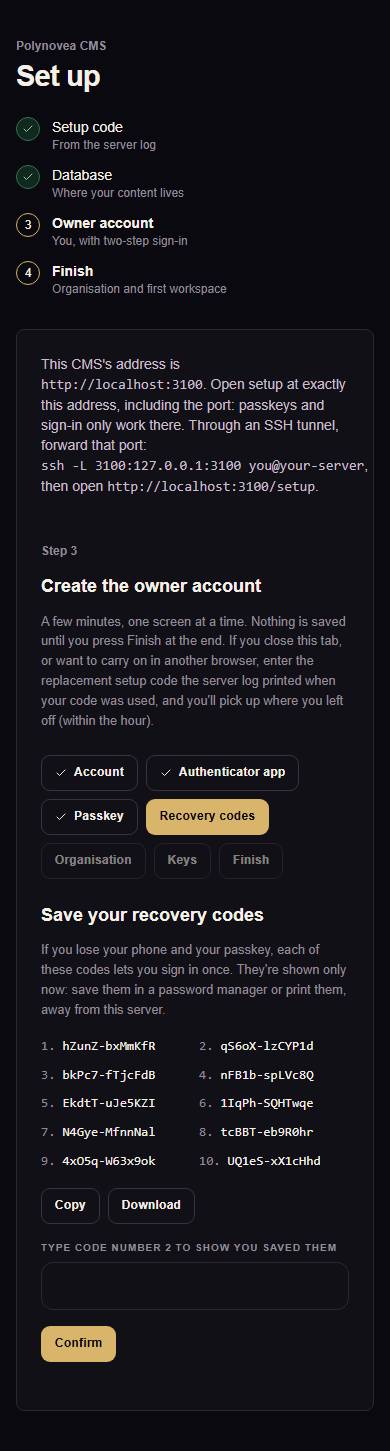 Polynovea CMS
Set up
Setup code
From the server log
Database
Where your content lives
3
Owner account
You, with two-step sign-in
4
Finish
Organisation and first workspace
This CMS's address is
http://localhost:3100. Open setup at exactly
this address, including the port: passkeys and
sign-in only work there. Through an SSH tunnel,
forward that port:
ssh -L 3100:127.0.0.1:3100 you@your-server,
then open http://localhost:3100/setup.
Step 3
Create the owner account
A few minutes, one screen at a time. Nothing is saved
until you press Finish at the end. If you close this tab,
or want to carry on in another browser, enter the
replacement setup code the server log printed when
your code was used, and you'll pick up where you left
off (within the hour).
Account
Authenticator app
Passkey
Recovery codes
Organisation
Keys
Finish
Save your recovery codes
If you lose your phone and your passkey, each of
these codes lets you sign in once. They're shown only
now: save them in a password manager or print them,
away from this server.
1. hZunZ-bxMmKfR
2. qS6oX-lzCYP1d
3. bkPc7-fTjcFdB
4. nFB1b-spLVc8Q
5. EkdtT-uJe5KZI
6. 1IqPh-SQHTwqe
7. N4Gye-MfnnNal
8. tcBBT-eb9R0hr
9. 4xO5q-W63x9ok
10. UQ1eS-xX1cHhd
Copy
Download
TYPE CODE NUMBER 2 TO SHOW YOU SAVED THEM
Confirm